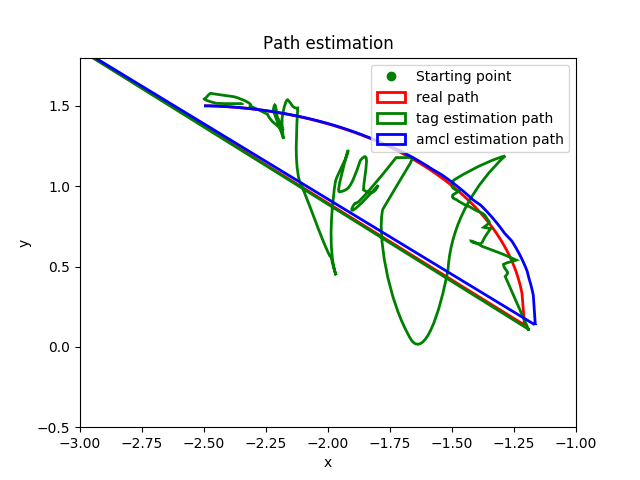 Path estimation
Starting point
real path
tag estimation path
amcl estimation path
1.5
1.0
0.5
0.0
−0.5
y
−3.00 −2.75 −2.50 −2.25 −2.00 −1.75 −1.50 −1.25 −1.00
x